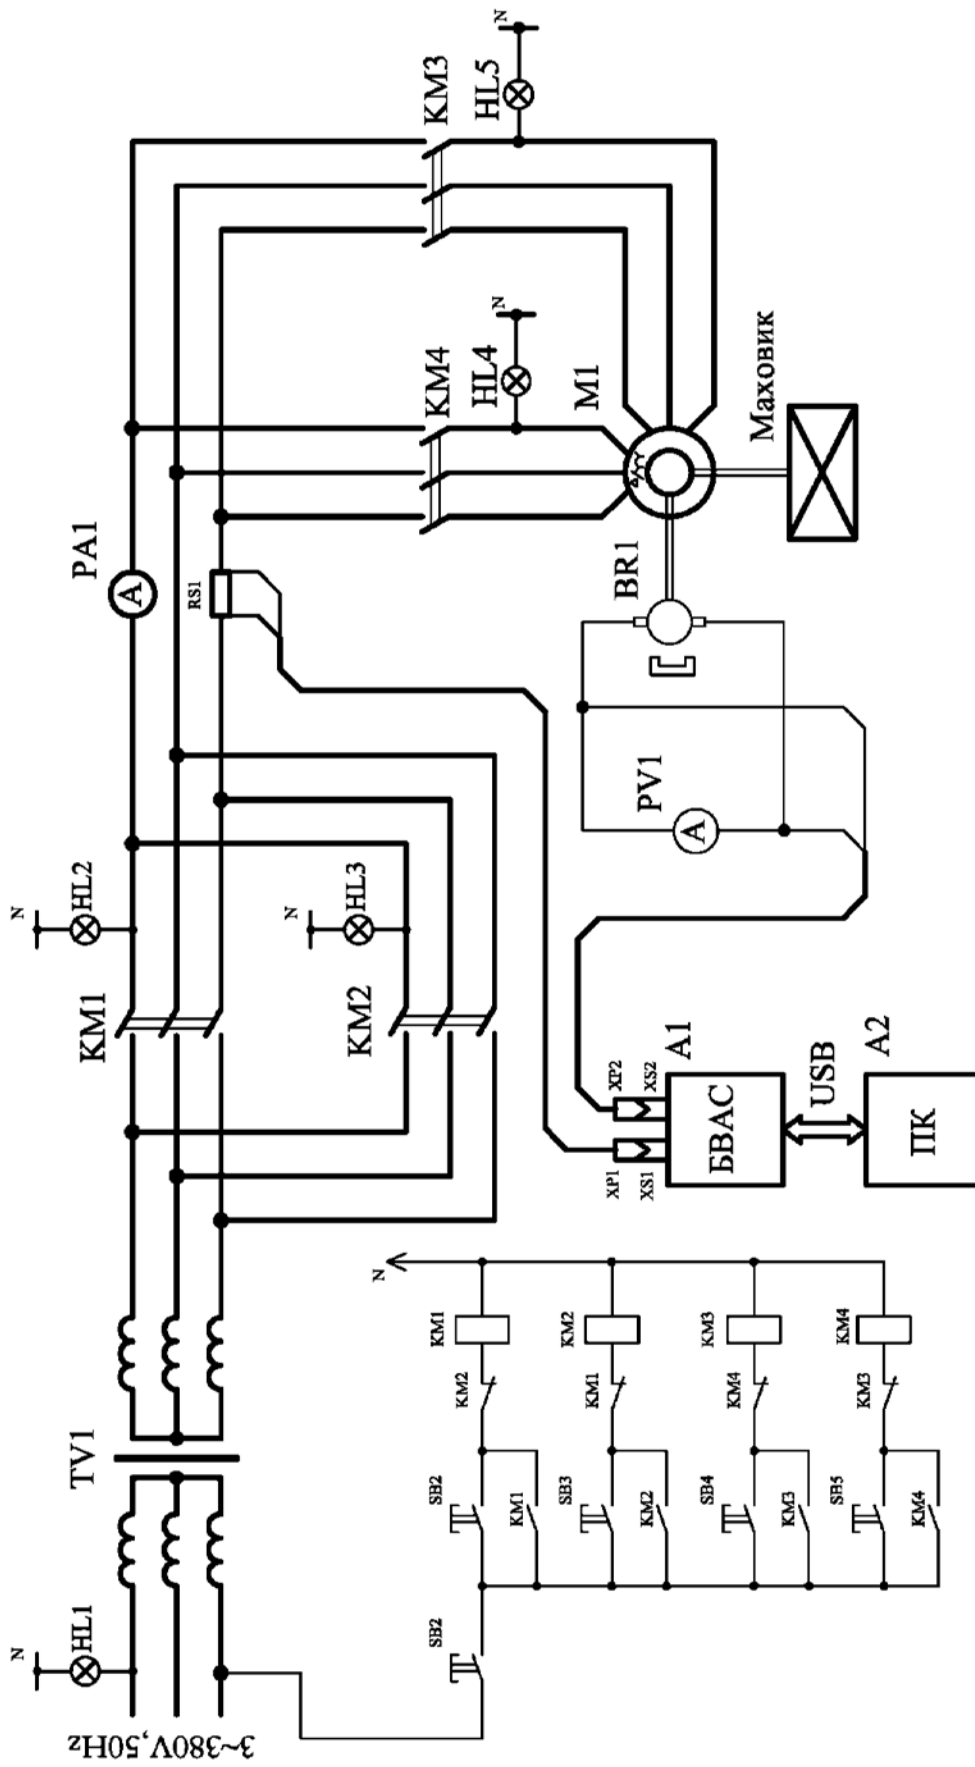 3~380V,50Hz
N
HL1
TV1
KM1
N
HL2
KM2
N
HL3
PA1
A
RS1
KM4
HL4
N
KM3
HL5
N
M1
BR1
Маховик
PV1
A
XP1
XS1
XP2
XS2
A1
БВАС
USB
A2
ПК
N
SB2
SB2
KM1
KM2
KM1
SB3
KM2
KM1
KM2
SB4
KM3
KM4
KM3
SB5
KM4
KM3
KM4